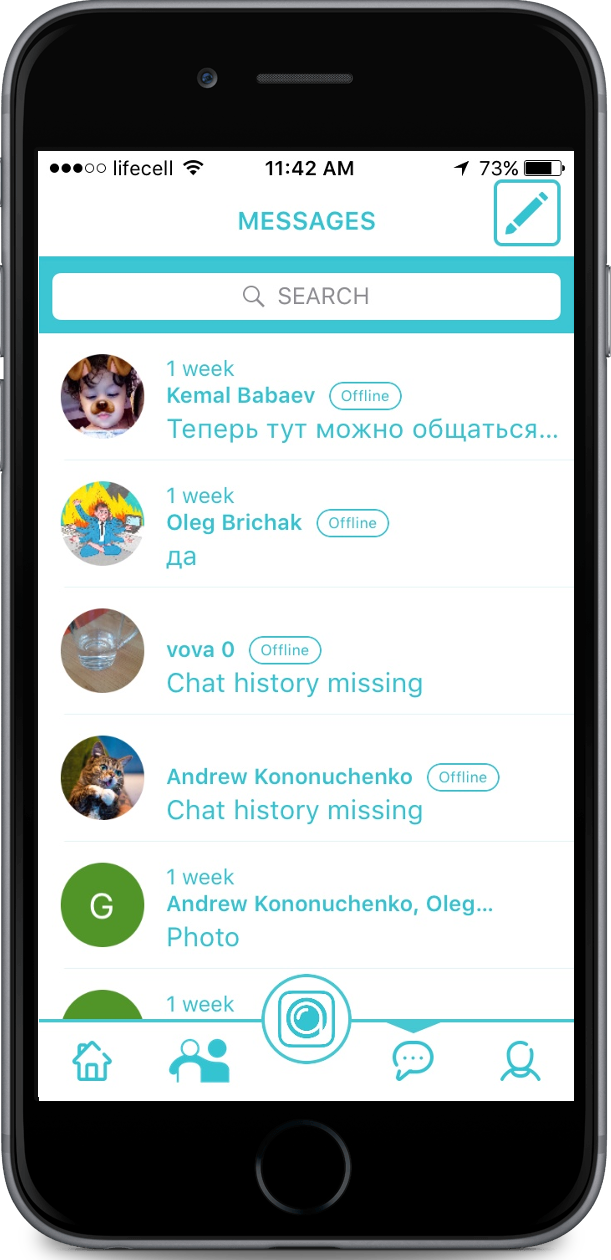 lifecell 11:42 AM 73%
MESSAGES
SEARCH
1 week
Kemal Babaev Offline
Теперь тут можно общаться...
1 week
Oleg Brichak Offline
да
vova 0 Offline
Chat history missing
Andrew Kononuchenko Offline
Chat history missing
1 week
G
Andrew Kononuchenko, Oleg...
Photo
1 week